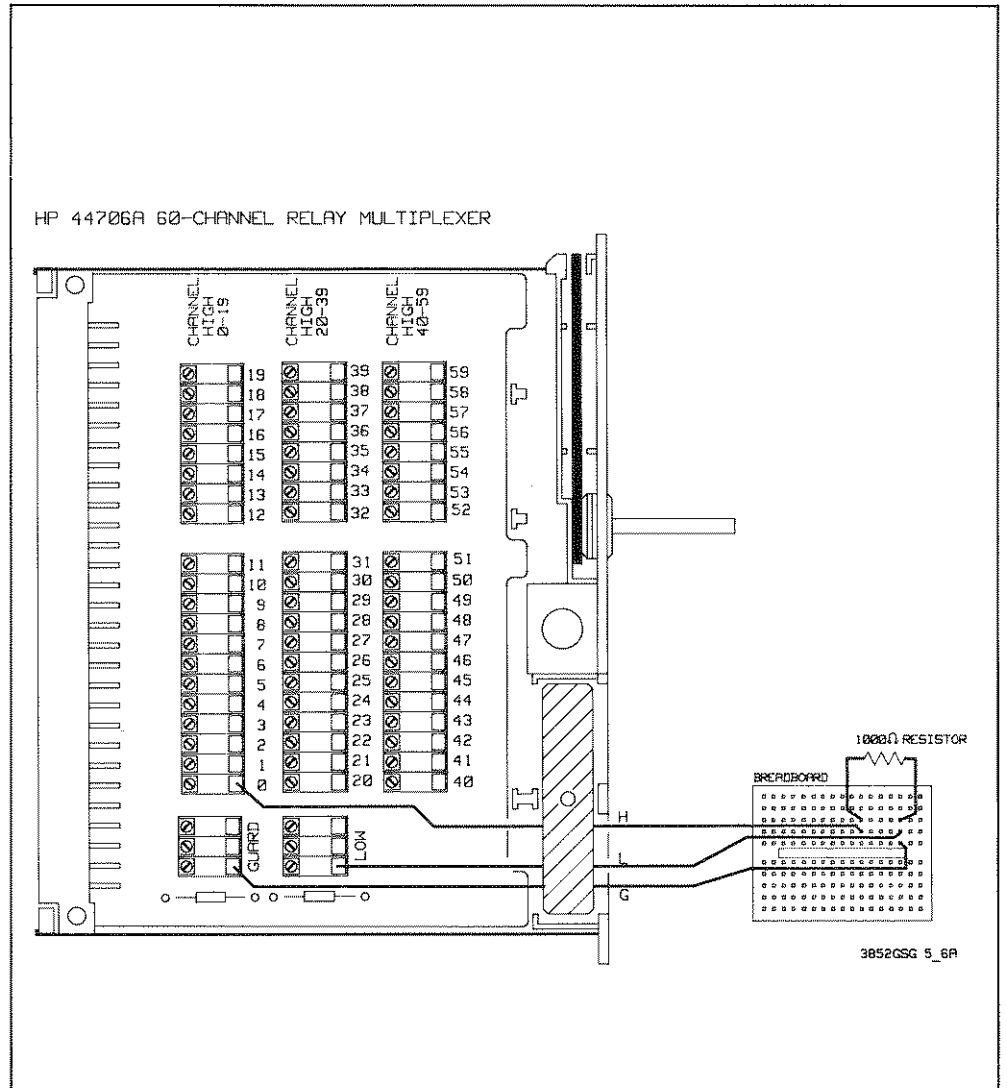 HP 44706A 60-CHANNEL RELAY MULTIPLEXER
CHANNEL
HIGH
0-19
CHANNEL
HIGH
20-39
CHANNEL
HIGH
40-59
19 39 59
18 38 58
17 37 57
16 36 56
15 35 55
14 34 54
13 33 53
12 32 52
11 31 51
10 30 50
9 29 49
8 28 48
7 27 47
6 26 46
5 25 45
4 24 44
3 23 43
2 22 42
1 21 41
0 20 40
GUARD
LOW
H
L
G
1000Ω RESISTOR
BREADBOARD
3852GSG 5_6A